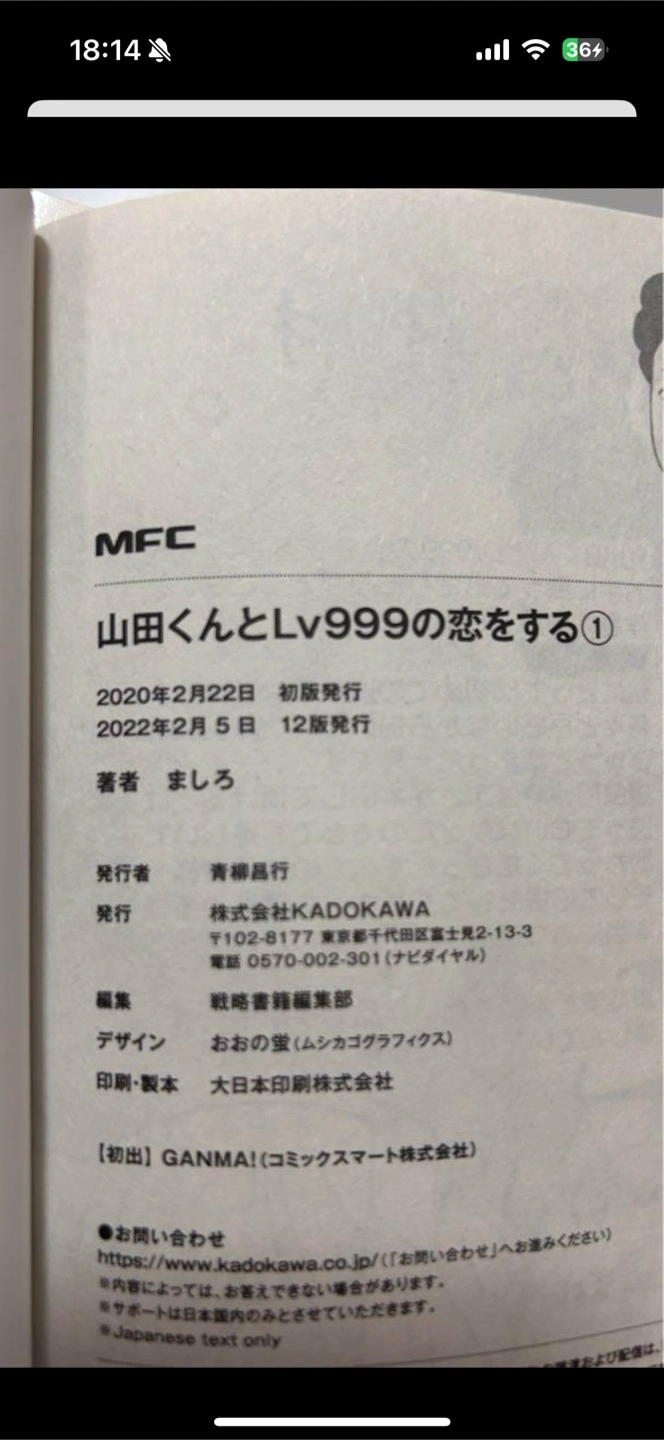 18:14
36
MFC
山田くんとLv999の恋をする①
2020年2月22日 初版発行
2022年2月 5 日 12版発行
著者 ましろ
発行者 青柳昌行
発行 株式会社KADOKAWA
〒102-8177 東京都千代田区富士見2-13-3
電話 0570-002-301(ナビダイヤル)
編集 戦略書籍編集部
デザイン おおの蛍(ムシカゴグラフィクス)
印刷・製本 大日本印刷株式会社
【初出】GANMA!(コミックスマート株式会社)
●お問い合わせ
https://www.kadokawa.co.jp/(「お問い合わせ」へお進みください)
※内容によっては、お答えできない場合があります。
※サポートは日本国内のみとさせていただきます。
※Japanese text only
および配信は、